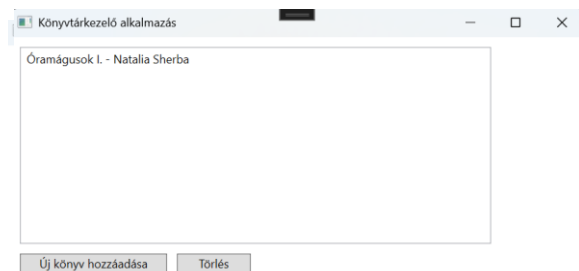 Könyvtárkezelő alkalmazás
Óramágusok I. - Natalia Sherba
Új könyv hozzáadása Törlés